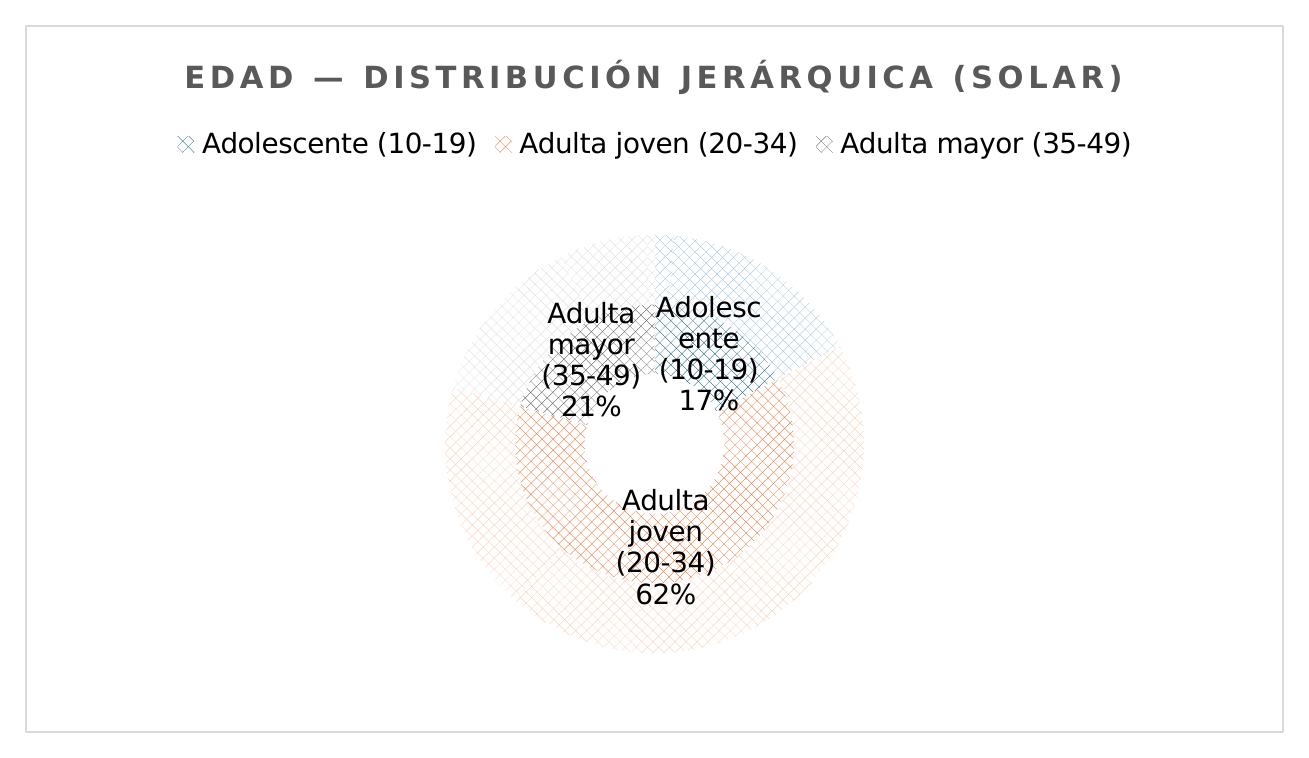 EDAD — DISTRIBUCIÓN JERÁRQUICA (SOLAR)
Adolescente (10-19) Adulta joven (20-34) Adulta mayor (35-49)
Adulta
mayor
(35-49)
21%
Adolesc
ente
(10-19)
17%
Adulta
joven
(20-34)
62%